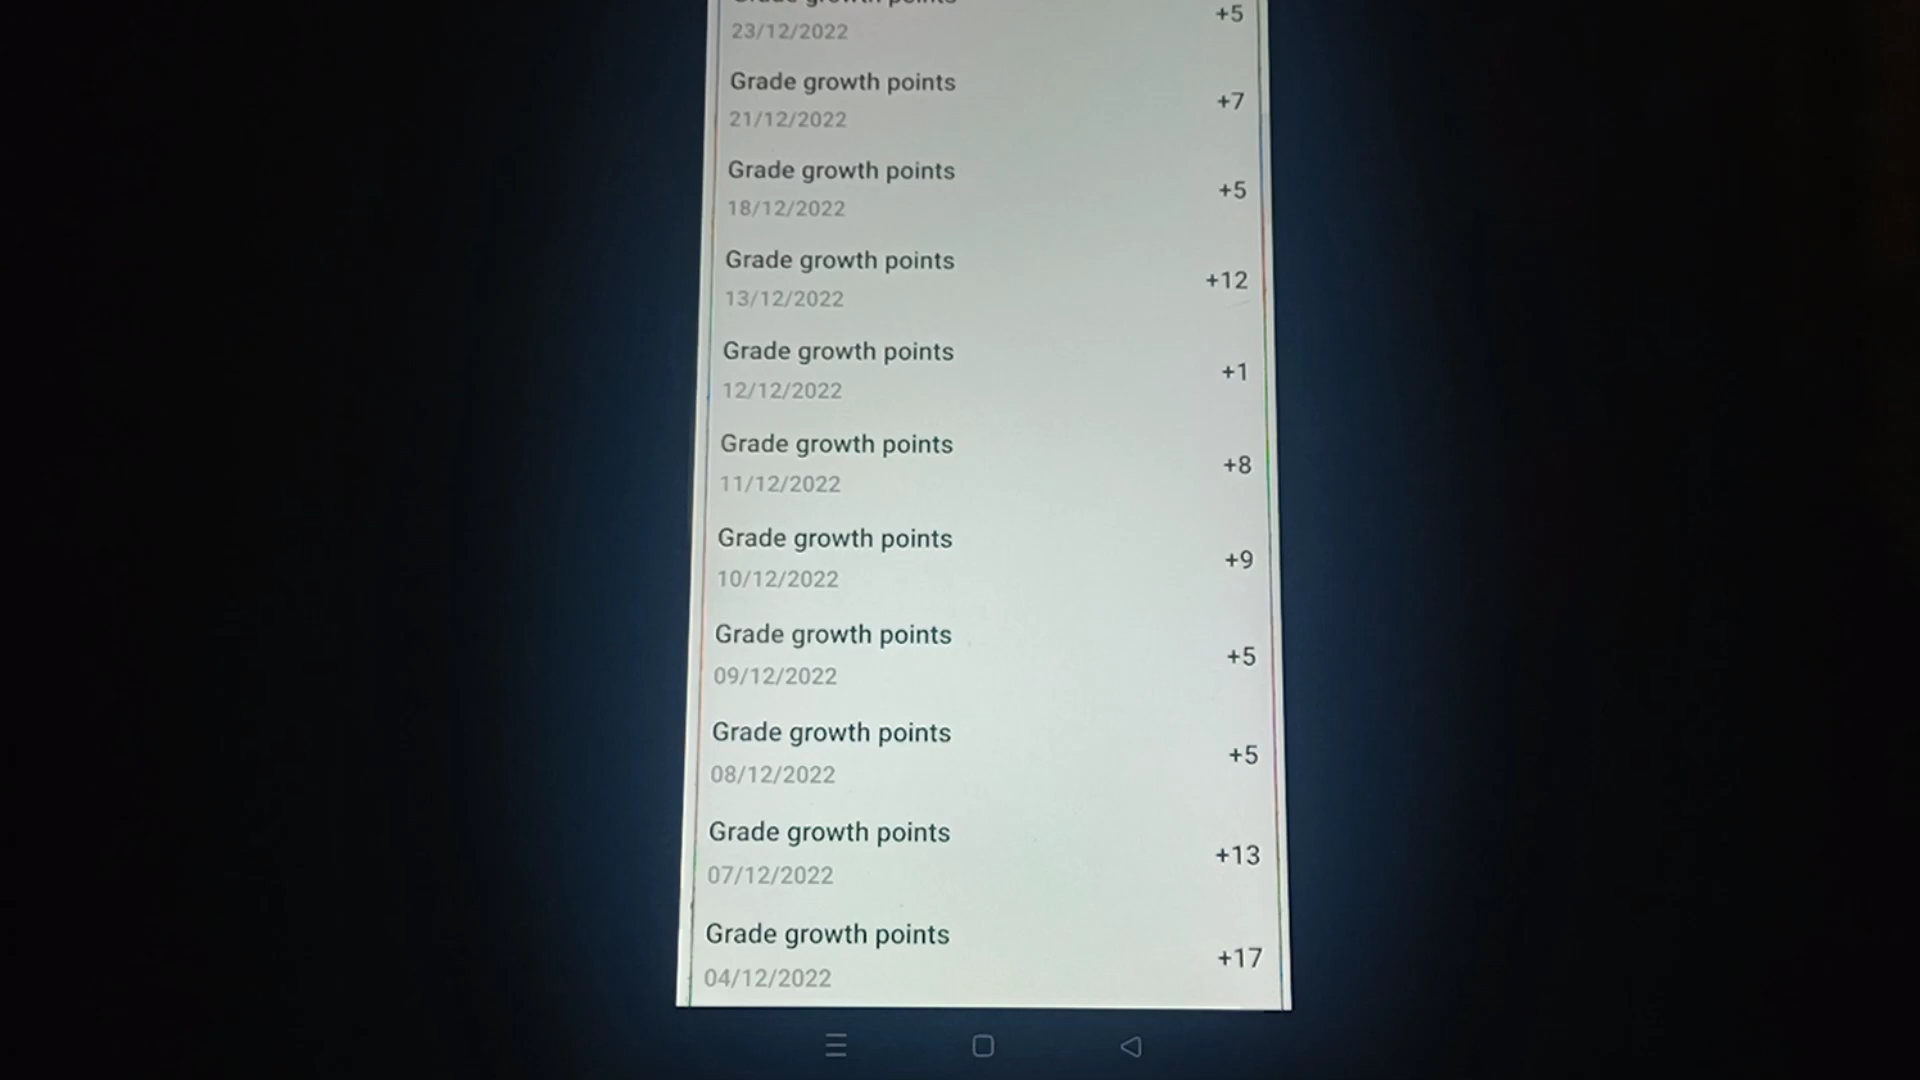 Grade growth points
+5
23/12/2022
Grade growth points
+7
21/12/2022
Grade growth points
+5
18/12/2022
Grade growth points
+12
13/12/2022
Grade growth points
+1
12/12/2022
Grade growth points
+8
11/12/2022
Grade growth points
+9
10/12/2022
Grade growth points
+5
09/12/2022
Grade growth points
+5
08/12/2022
Grade growth points
+13
07/12/2022
Grade growth points
+17
04/12/2022